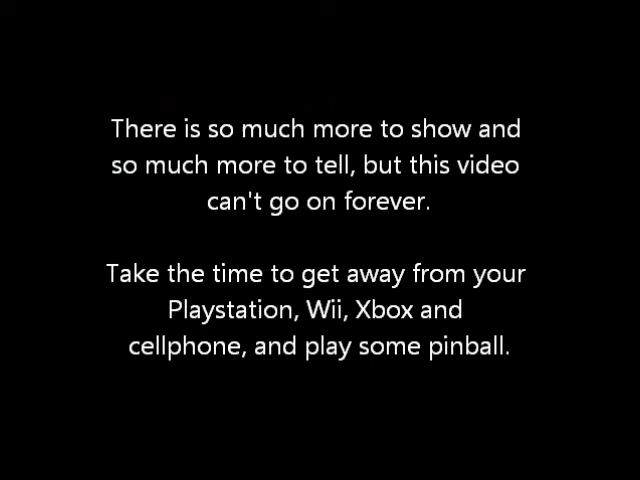 There is so much more to show and
so much more to tell, but this video
can't go on forever.
Take the time to get away from your
Playstation, Wii, Xbox and
cellphone, and play some pinball.